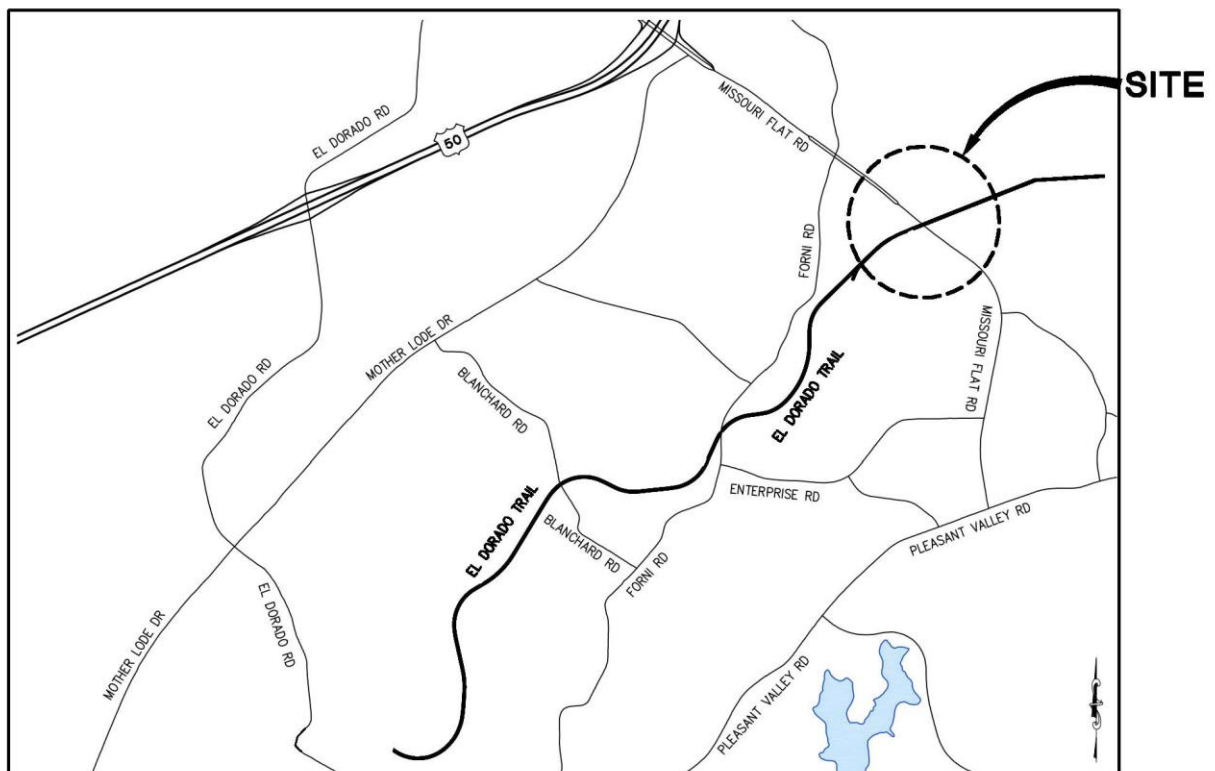 SITE
MISSOURI FLAT RD
EL DORADO RD
50
FORNI RD
MISSOURI FLAT RD
MOTHER LODE DR
EL DORADO RD
BLANCHARD RD
EL DORADO TRAIL
ENTERPRISE RD
EL DORADO TRAIL
BLANCHARD RD
PLEASANT VALLEY RD
FORNI RD
EL DORADO RD
MOTHER LODE DR
PLEASANT VALLEY RD